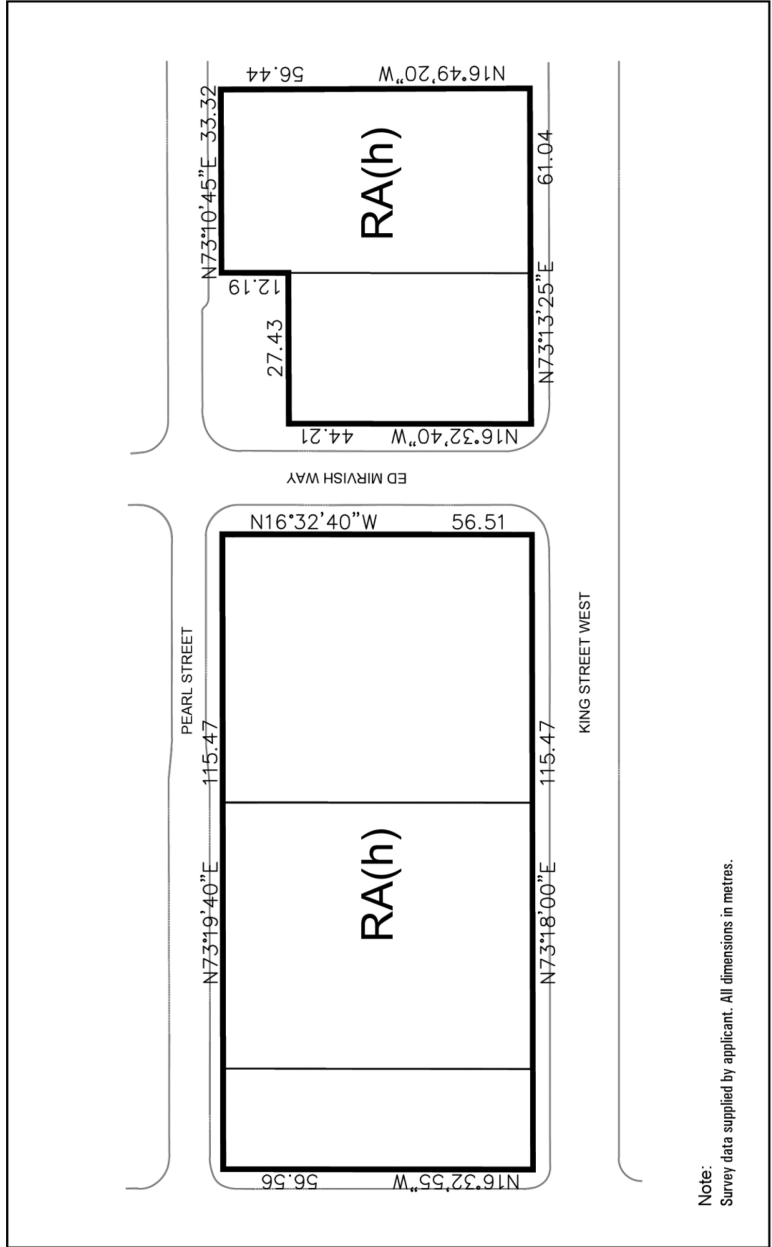 PEARL STREET
N73°19'40"E 115.47
N73°10'45"E 33.32
N16°32'55"W 56.56
RA(h)
N16°32'40"W 56.51
ED MIRVISH WAY
N16°32'40"W 44.21
27.43
12.19
RA(h)
N16°49'20"W 56.44
N73°18'00"E 115.47
N73°13'25"E 61.04
KING STREET WEST
Note:
Survey data supplied by applicant. All dimensions in metres.